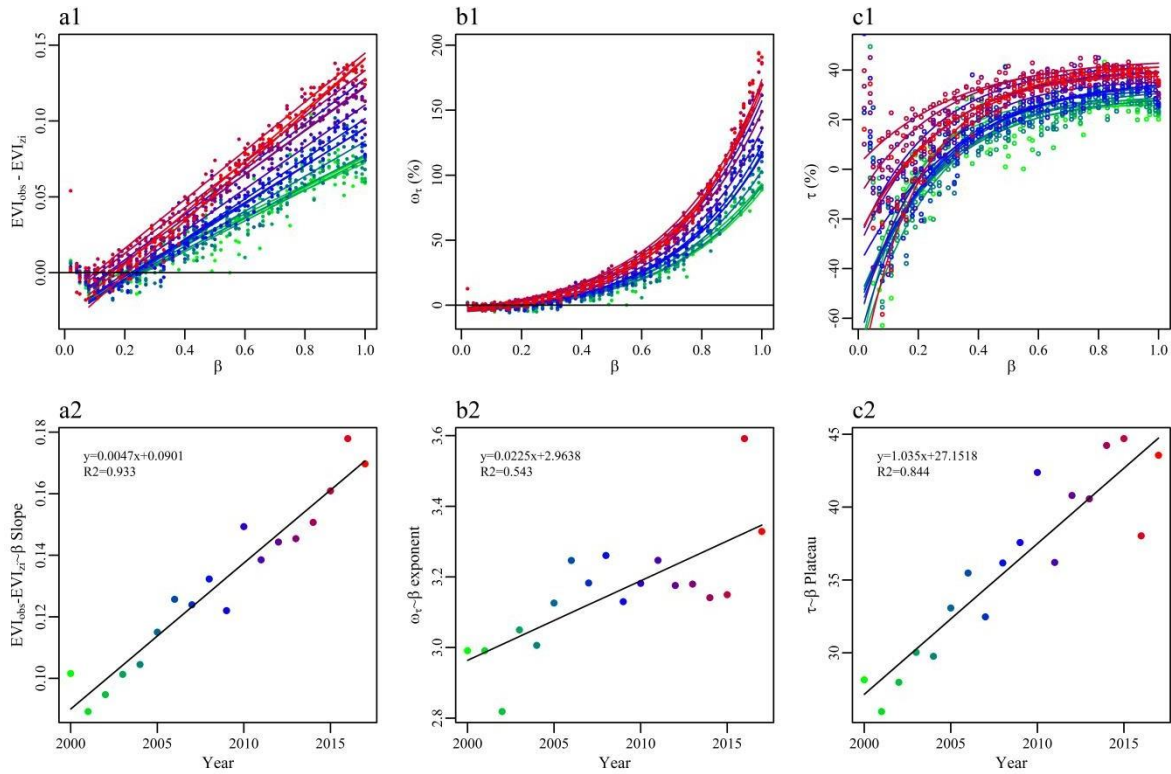 a1
EVIobs - EVIzi
0.15
0.10
0.05
0.00
0.0 0.2 0.4 0.6 0.8 1.0
β
b1
ωτ (%)
200
150
100
50
0
0.0 0.2 0.4 0.6 0.8 1.0
β
c1
τ (%)
40
20
0
-20
-40
-60
0.0 0.2 0.4 0.6 0.8 1.0
β
a2
EVIobs-EVIzi~β Slope
0.18
0.16
0.14
0.12
0.10
y=0.0047x+0.0901
R2=0.933
2000 2005 2010 2015
Year
b2
ωτ~β exponent
3.6
3.4
3.2
3.0
2.8
y=0.0225x+2.9638
R2=0.543
2000 2005 2010 2015
Year
c2
τ~β Plateau
45
40
35
30
y=1.035x+27.1518
R2=0.844
2000 2005 2010 2015
Year